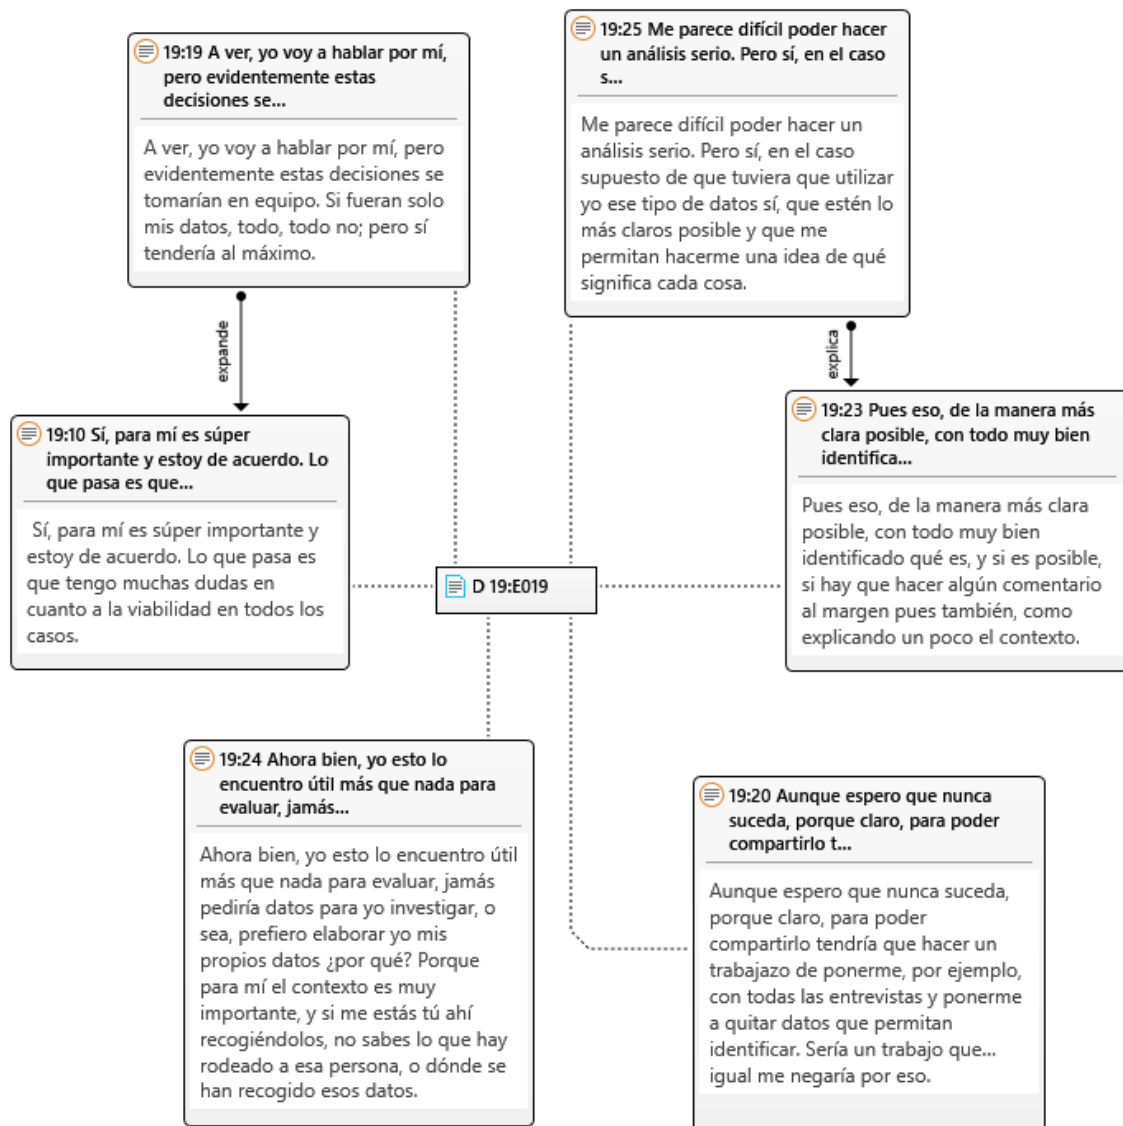 19:19 A ver, yo voy a hablar por mí,
pero evidentemente estas
decisiones se...
A ver, yo voy a hablar por mí, pero
evidentemente estas decisiones se
tomarían en equipo. Si fueran solo
mis datos, todo, todo no; pero sí
tendería al máximo.
19:25 Me parece difícil poder hacer
un análisis serio. Pero sí, en el caso
s...
Me parece difícil poder hacer un
análisis serio. Pero sí, en el caso
supuesto de que tuviera que utilizar
yo ese tipo de datos sí, que estén lo
más claros posible y que me
permitan hacerme una idea de qué
significa cada cosa.
expande
explica
19:10 Sí, para mí es súper
importante y estoy de acuerdo. Lo
que pasa es que...
Sí, para mí es súper importante y
estoy de acuerdo. Lo que pasa es
que tengo muchas dudas en
cuanto a la viabilidad en todos los
casos.
19:23 Pues eso, de la manera más
clara posible, con todo muy bien
identifica...
Pues eso, de la manera más clara
posible, con todo muy bien
identificado qué es, y si es posible,
si hay que hacer algún comentario
al margen pues también, como
explicando un poco el contexto.
D 19:E019
19:24 Ahora bien, yo esto lo
encuentro útil más que nada para
evaluar, jamás...
Ahora bien, yo esto lo encuentro útil
más que nada para evaluar, jamás
pediría datos para yo investigar, o
sea, prefiero elaborar yo mis
propios datos ¿por qué? Porque
para mí el contexto es muy
importante, y si me estás tú ahí
recogiéndolos, no sabes lo que hay
rodeado a esa persona, o dónde se
han recogido esos datos.
19:20 Aunque espero que nunca
suceda, porque claro, para poder
compartirlo t...
Aunque espero que nunca suceda,
porque claro, para poder
compartirlo tendría que hacer un
trabajazo de ponerme, por ejemplo,
con todas las entrevistas y ponerme
a quitar datos que permitan
identificar. Sería un trabajo que...
igual me negaría por eso.